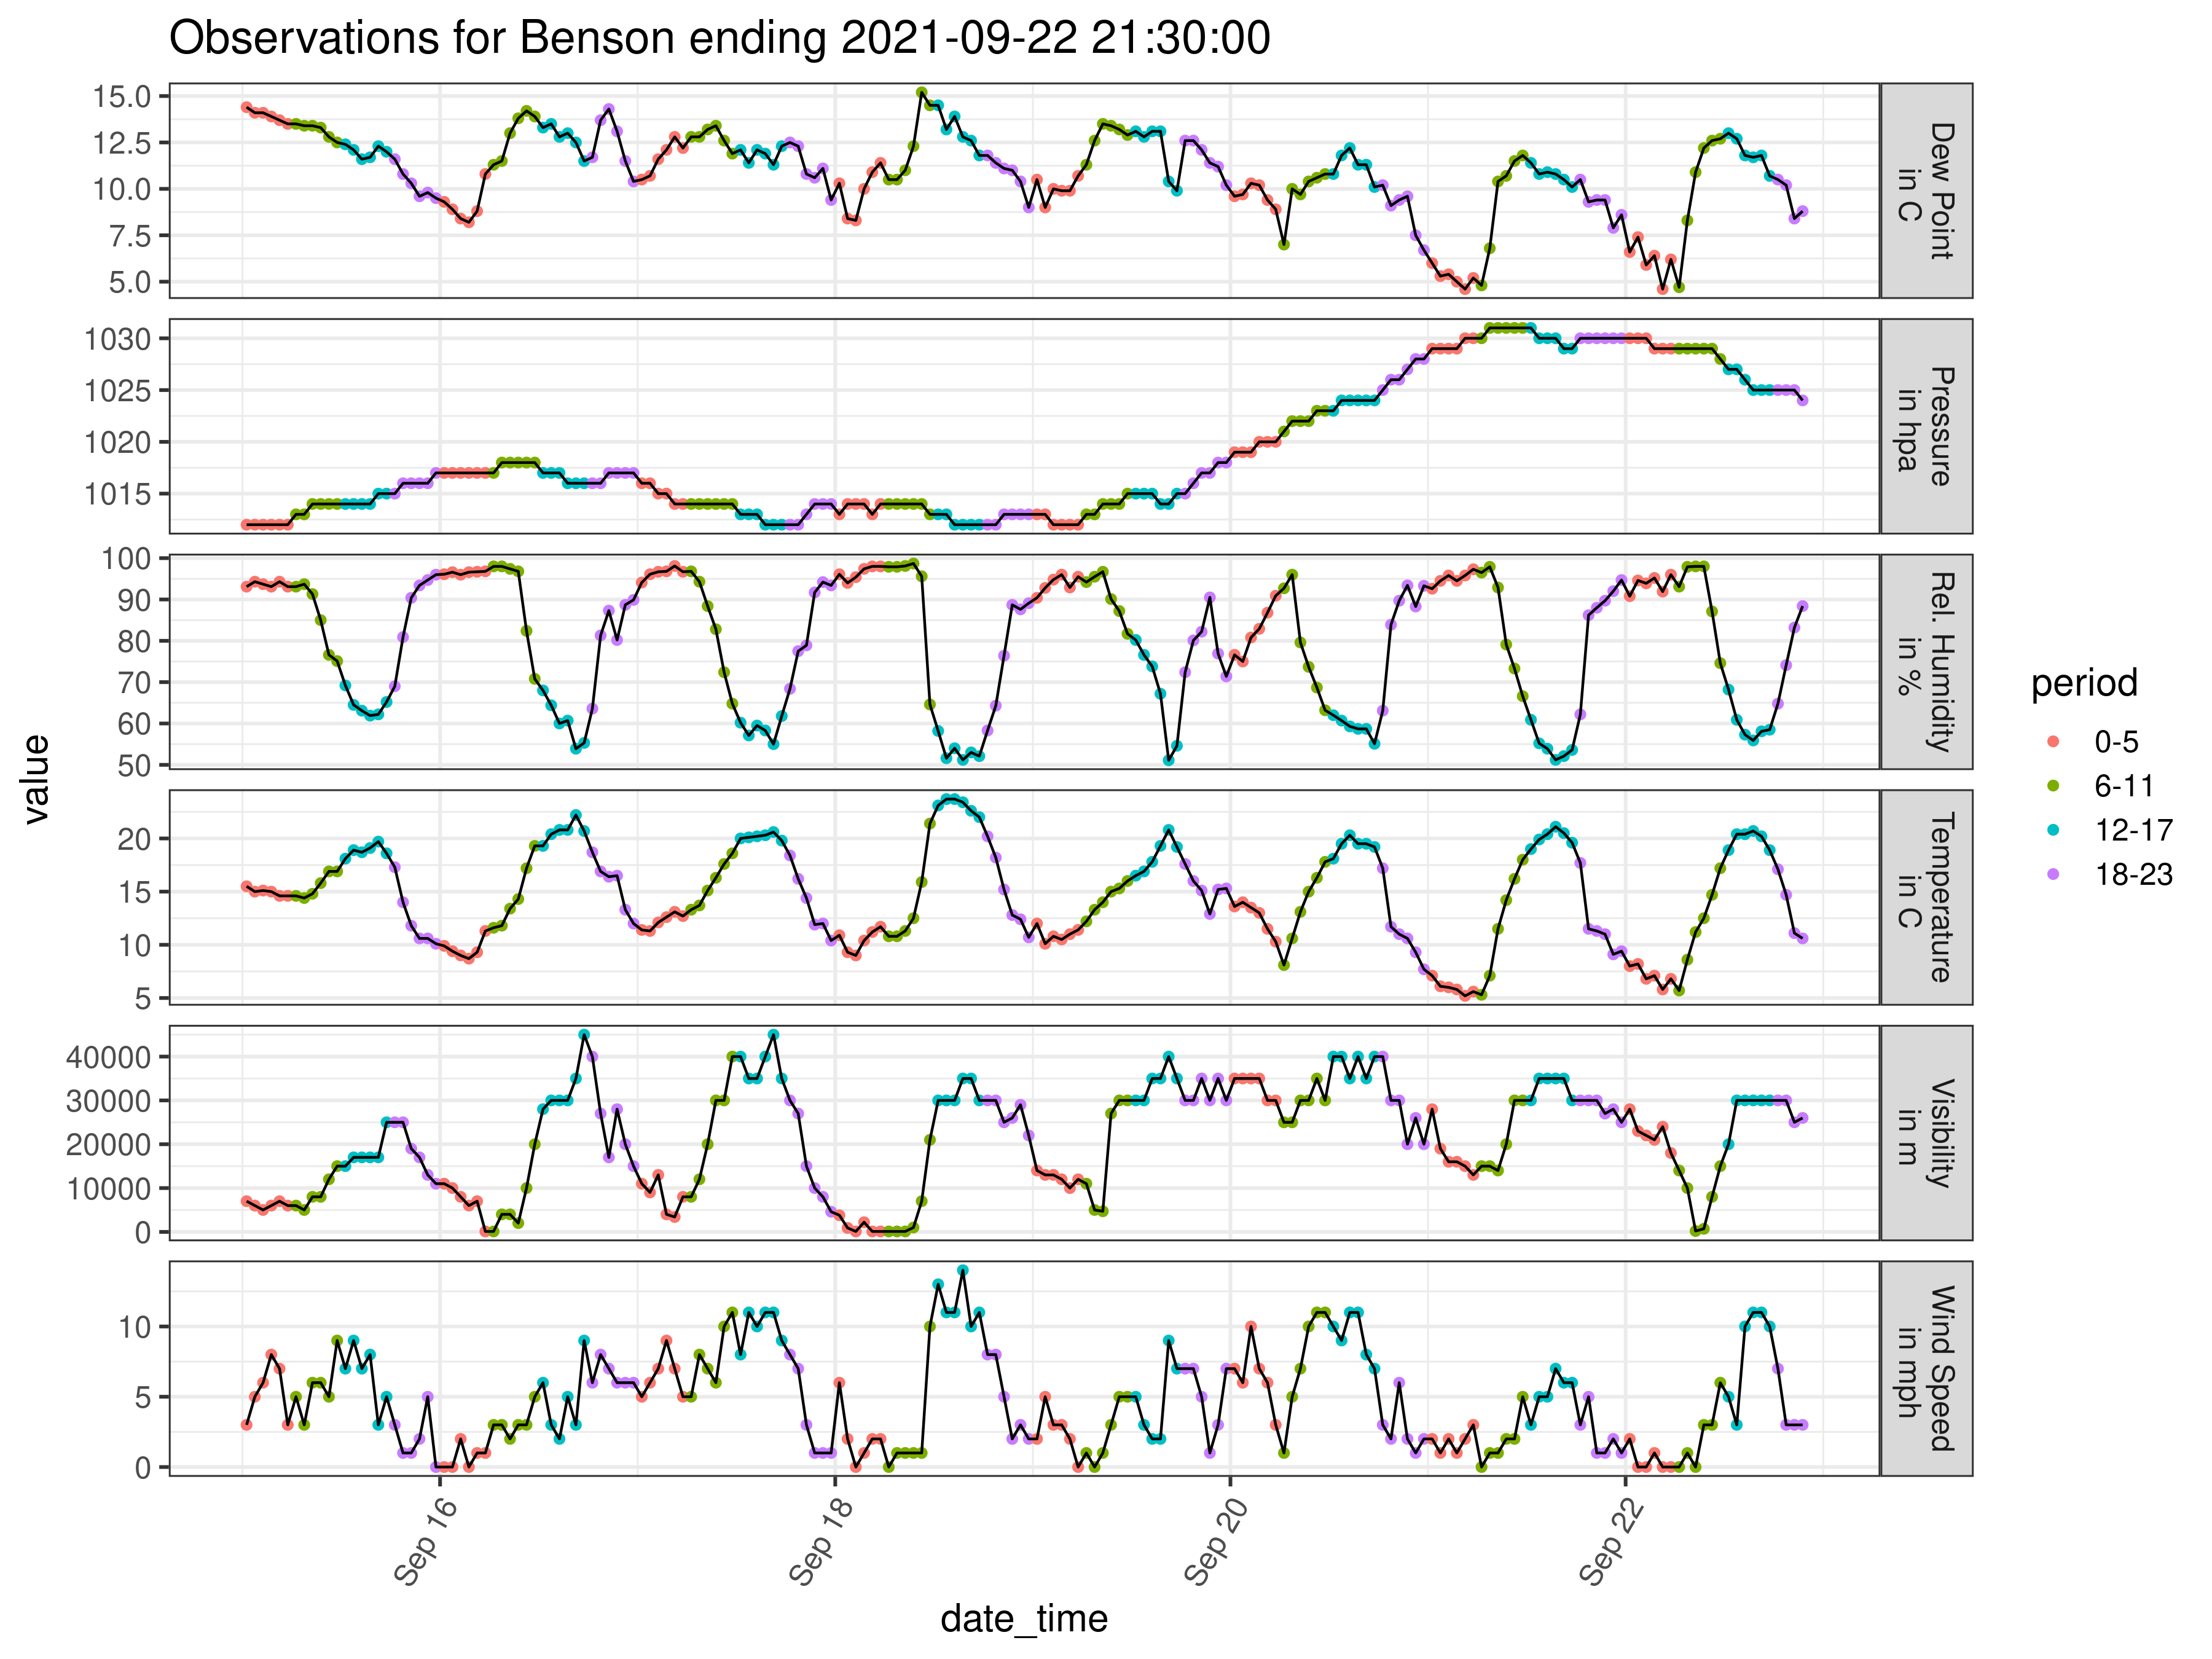 Observations for Benson ending 2021-09-22 21:30:00
value
15.0
12.5
10.0
7.5
5.0
Dew Point
in C
1030
1025
1020
1015
Pressure
in hpa
100
90
80
70
60
50
Rel. Humidity
in %
20
15
10
5
Temperature
in C
40000
30000
20000
10000
0
Visibility
in m
10
5
0
Wind Speed
in mph
Sep 16
Sep 18
Sep 20
Sep 22
date_time
period
0-5
6-11
12-17
18-23